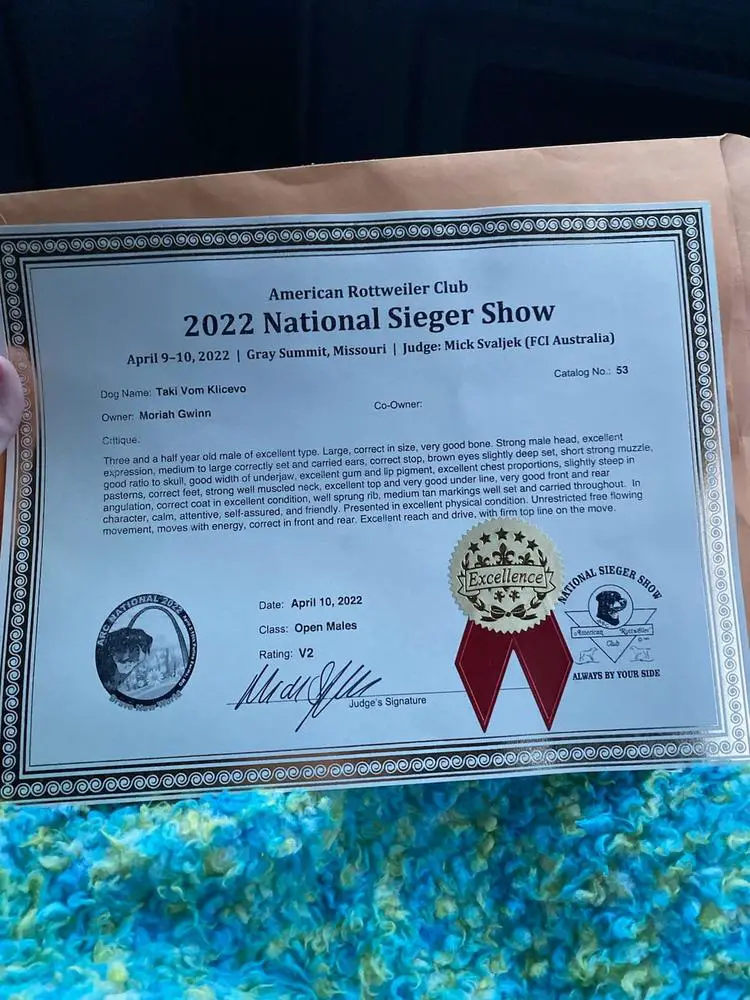 American Rottweiler Club
2022 National Sieger Show
April 9–10, 2022 | Gray Summit, Missouri | Judge: Mick Svaljek (FCI Australia)
Catalog No.: 53
Dog Name: Taki Vom Klicevo
Owner: Moriah Gwinn
Co-Owner:
Critique.
Three and a half year old male of excellent type. Large, correct in size, very good bone. Strong male head, excellent
expression, medium to large correctly set and carried ears, correct stop, brown eyes slightly deep set, short strong muzzle,
good ratio to skull, good width of underjaw, excellent gum and lip pigment, excellent chest proportions, slightly steep in
pasterns, correct feet, strong well muscled neck, excellent top and very good under line, very good front and rear
angulation, correct coat in excellent condition, well sprung rib, medium tan markings well set and carried throughout. In
character, calm, attentive, self-assured, and friendly. Presented in excellent physical condition. Unrestricted free flowing
movement, moves with energy, correct in front and rear. Excellent reach and drive, with firm top line on the move.
Excellence
ARC NATIONAL 2022
Date: April 10, 2022
Class: Open Males
Rating: V2
Judge's Signature
NATIONAL SIEGER SHOW
American Rottweiler
Club
ALWAYS BY YOUR SIDE